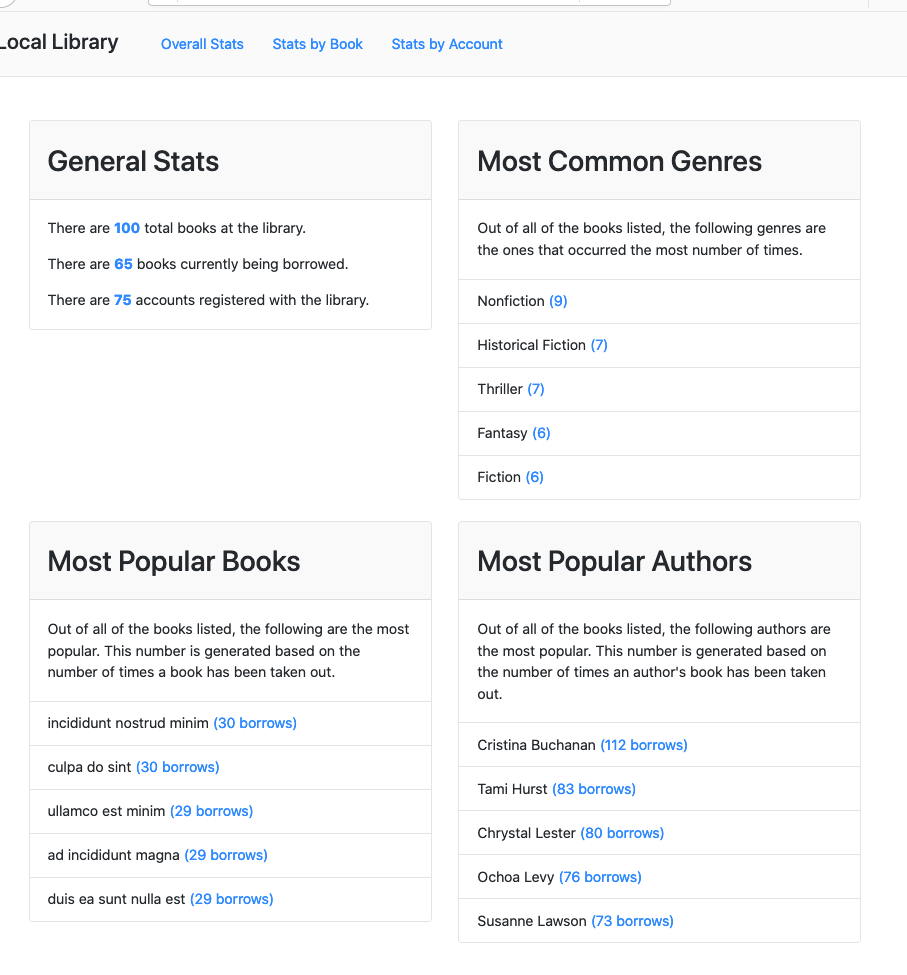 Local Library
Overall Stats
Stats by Book
Stats by Account
General Stats
There are 100 total books at the library.
There are 65 books currently being borrowed.
There are 75 accounts registered with the library.
Most Common Genres
Out of all of the books listed, the following genres are
the ones that occurred the most number of times.
Nonfiction (9)
Historical Fiction (7)
Thriller (7)
Fantasy (6)
Fiction (6)
Most Popular Books
Out of all of the books listed, the following are the most
popular. This number is generated based on the
number of times a book has been taken out.
incididunt nostrud minim (30 borrows)
culpa do sint (30 borrows)
ullamco est minim (29 borrows)
ad incididunt magna (29 borrows)
duis ea sunt nulla est (29 borrows)
Most Popular Authors
Out of all of the books listed, the following authors are
the most popular. This number is generated based on
the number of times an author's book has been taken
out.
Cristina Buchanan (112 borrows)
Tami Hurst (83 borrows)
Chrystal Lester (80 borrows)
Ochoa Levy (76 borrows)
Susanne Lawson (73 borrows)